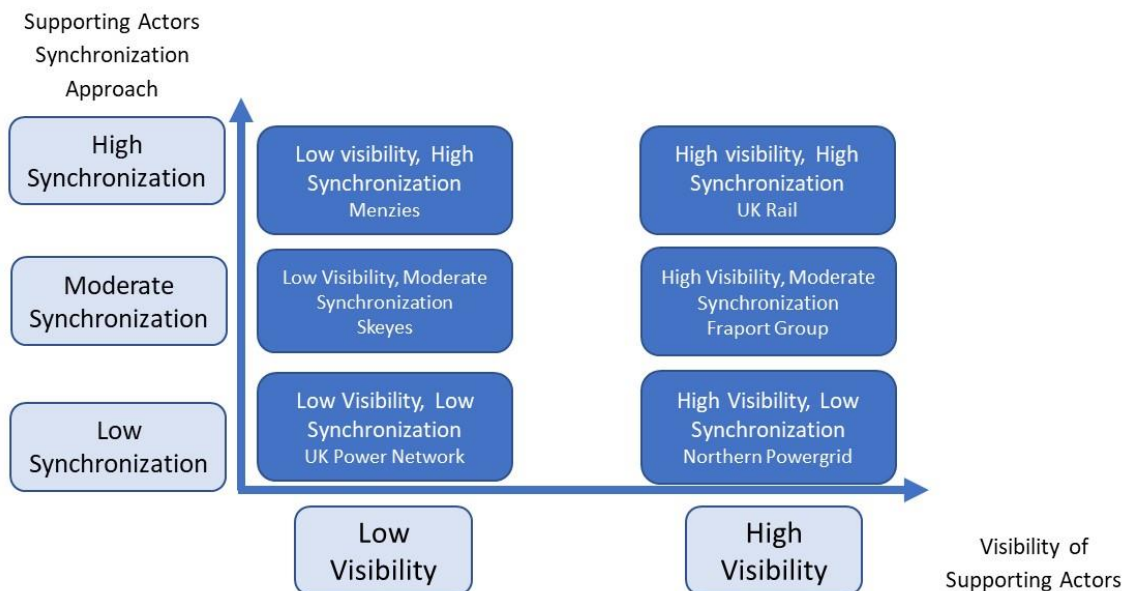 Supporting Actors
Synchronization
Approach
High
Synchronization
Low visibility, High
Synchronization
Menzies
High visibility, High
Synchronization
UK Rail
Moderate
Synchronization
Low Visibility, Moderate
Synchronization
Skeyes
High Visibility, Moderate
Synchronization
Fraport Group
Low
Synchronization
Low Visibility, Low
Synchronization
UK Power Network
High Visibility, Low
Synchronization
Northern Powergrid
Low
Visibility
High
Visibility
Visibility of
Supporting Actors